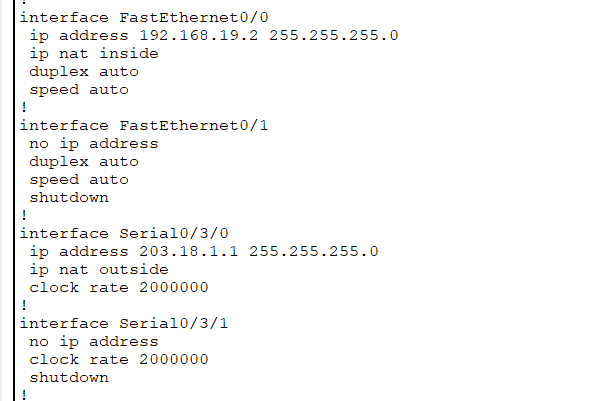 !
interface FastEthernet0/0
 ip address 192.168.19.2 255.255.255.0
 ip nat inside
 duplex auto
 speed auto
!
interface FastEthernet0/1
 no ip address
 duplex auto
 speed auto
 shutdown
!
interface Serial0/3/0
 ip address 203.18.1.1 255.255.255.0
 ip nat outside
 clock rate 2000000
!
interface Serial0/3/1
 no ip address
 clock rate 2000000
 shutdown
!